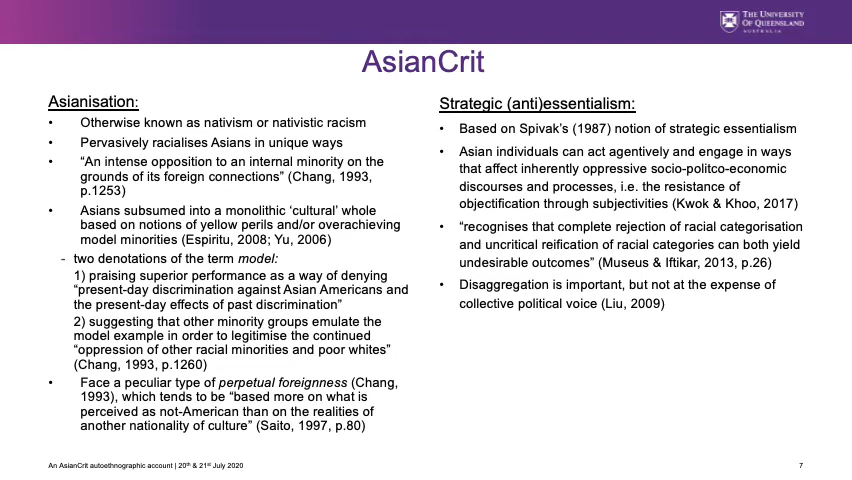 THE UNIVERSITY
OF QUEENSLAND
AUSTRALIA
AsianCrit
Asianisation:
• Otherwise known as nativism or nativistic racism
• Pervasively racialises Asians in unique ways
• “An intense opposition to an internal minority on the
grounds of its foreign connections” (Chang, 1993,
p.1253)
• Asians subsumed into a monolithic ‘cultural’ whole
based on notions of yellow perils and/or overachieving
model minorities (Espiritu, 2008; Yu, 2006)
- two denotations of the term model:
1) praising superior performance as a way of denying
“present-day discrimination against Asian Americans and
the present-day effects of past discrimination”
2) suggesting that other minority groups emulate the
model example in order to legitimise the continued
“oppression of other racial minorities and poor whites”
(Chang, 1993, p.1260)
• Face a peculiar type of perpetual foreignness (Chang,
1993), which tends to be “based more on what is
perceived as not-American than on the realities of
another nationality of culture” (Saito, 1997, p.80)
Strategic (anti)essentialism:
• Based on Spivak’s (1987) notion of strategic essentialism
• Asian individuals can act agentively and engage in ways
that affect inherently oppressive socio-politco-economic
discourses and processes, i.e. the resistance of
objectification through subjectivities (Kwok & Khoo, 2017)
• “recognises that complete rejection of racial categorisation
and uncritical reification of racial categories can both yield
undesirable outcomes” (Museus & Iftikar, 2013, p.26)
• Disaggregation is important, but not at the expense of
collective political voice (Liu, 2009)
An AsianCrit autoethnographic account | 20th & 21st July 2020
7